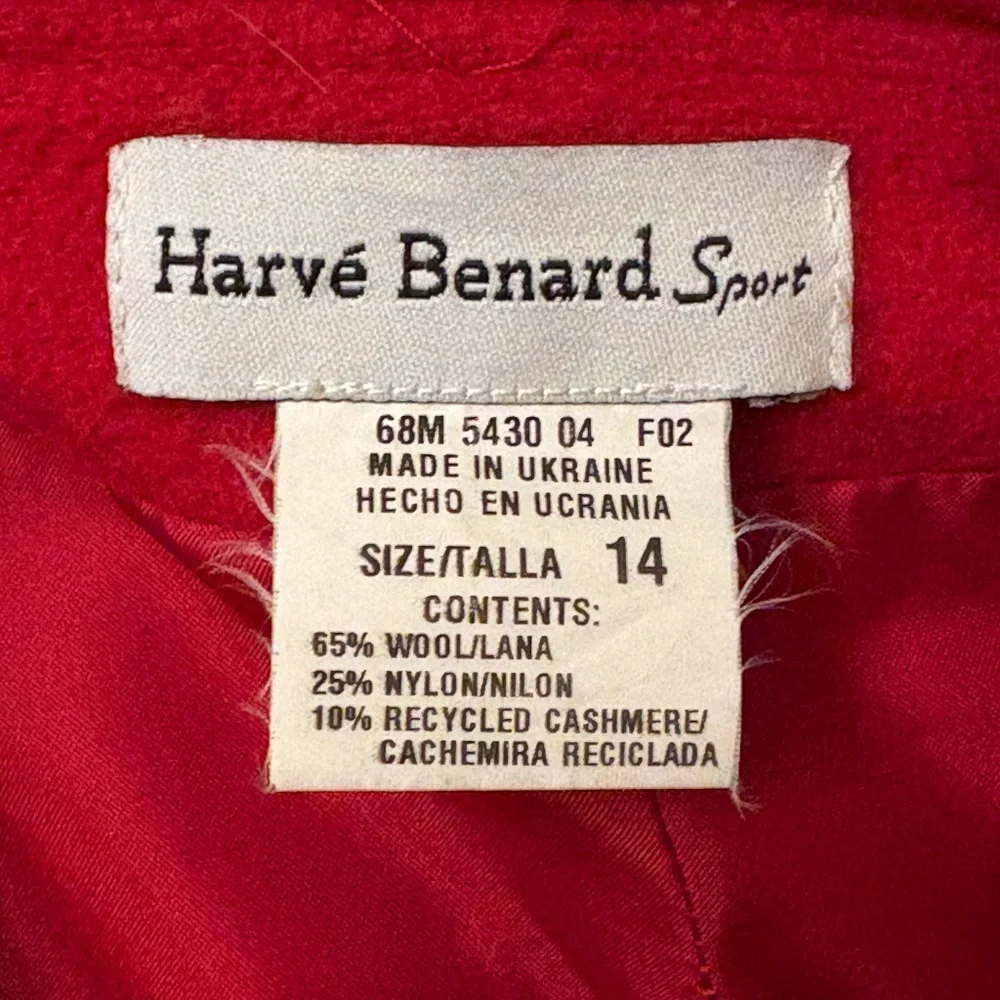 Harvé Benard Sport
68M 5430 04 F02
MADE IN UKRAINE
HECHO EN UCRANIA
SIZE/TALLA 14
CONTENTS:
65% WOOL/LANA
25% NYLON/NILON
10% RECYCLED CASHMERE/
CACHEMIRA RECICLADA